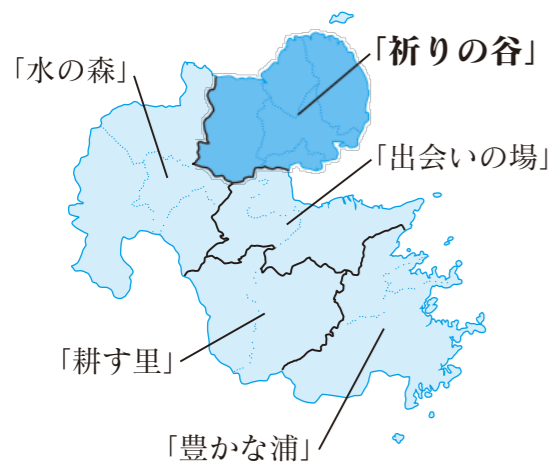 「祈りの谷」
「水の森」
「出会いの場」
「耕す里」
「豊かな浦」